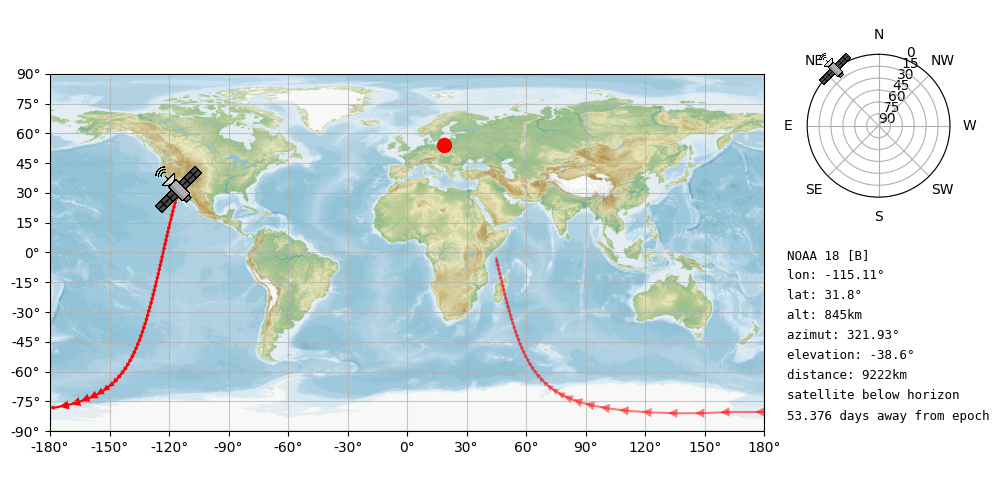 N
NE 0 NW
15
30
45
60
75
90
E W
SE SW
S
90°
75°
60°
45°
30°
15°
0°
-15°
-30°
-45°
-60°
-75°
-90°
-180° -150° -120° -90° -60° -30° 0° 30° 60° 90° 120° 150° 180°
NOAA 18 [B]
lon: -115.11°
lat: 31.8°
alt: 845km
azimut: 321.93°
elevation: -38.6°
distance: 9222km
satellite below horizon
53.376 days away from epoch